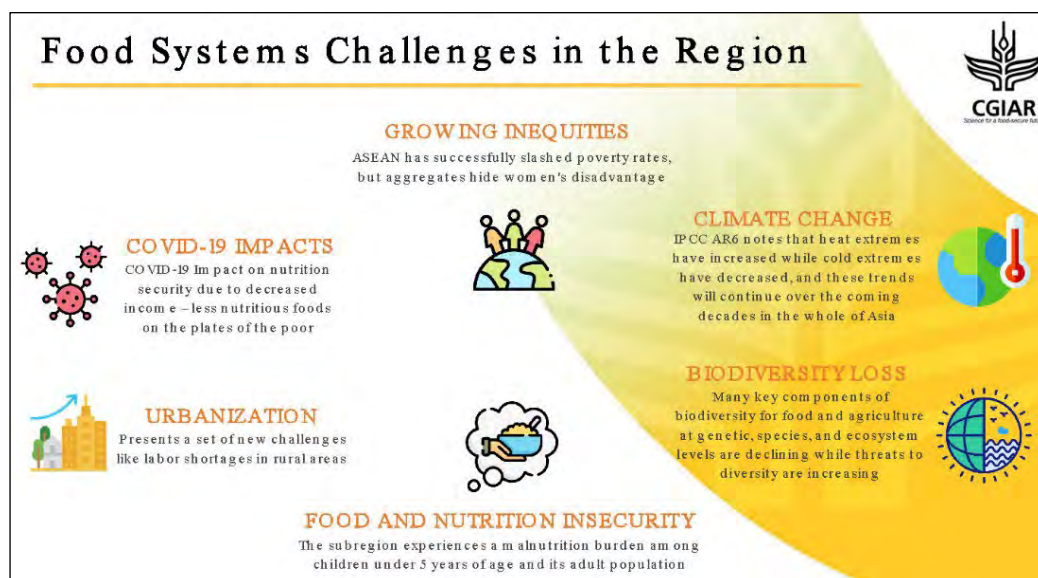 Food Systems Challenges in the Region
CGIAR
Science for a food-secure future
GROWING INEQUITIES
ASEAN has successfully slashed poverty rates,
but aggregates hide women's disadvantage
COVID-19 IMPACTS
COVID-19 Impact on nutrition
security due to decreased
income – less nutritious foods
on the plates of the poor
CLIMATE CHANGE
IPCC AR6 notes that heat extremes
have increased while cold extremes
have decreased, and these trends
will continue over the coming
decades in the whole of Asia
URBANIZATION
Presents a set of new challenges
like labor shortages in rural areas
BIODIVERSITY LOSS
Many key components of
biodiversity for food and agriculture
at genetic, species, and ecosystem
levels are declining while threats to
diversity are increasing
FOOD AND NUTRITION INSECURITY
The subregion experiences a malnutrition burden among
children under 5 years of age and its adult population